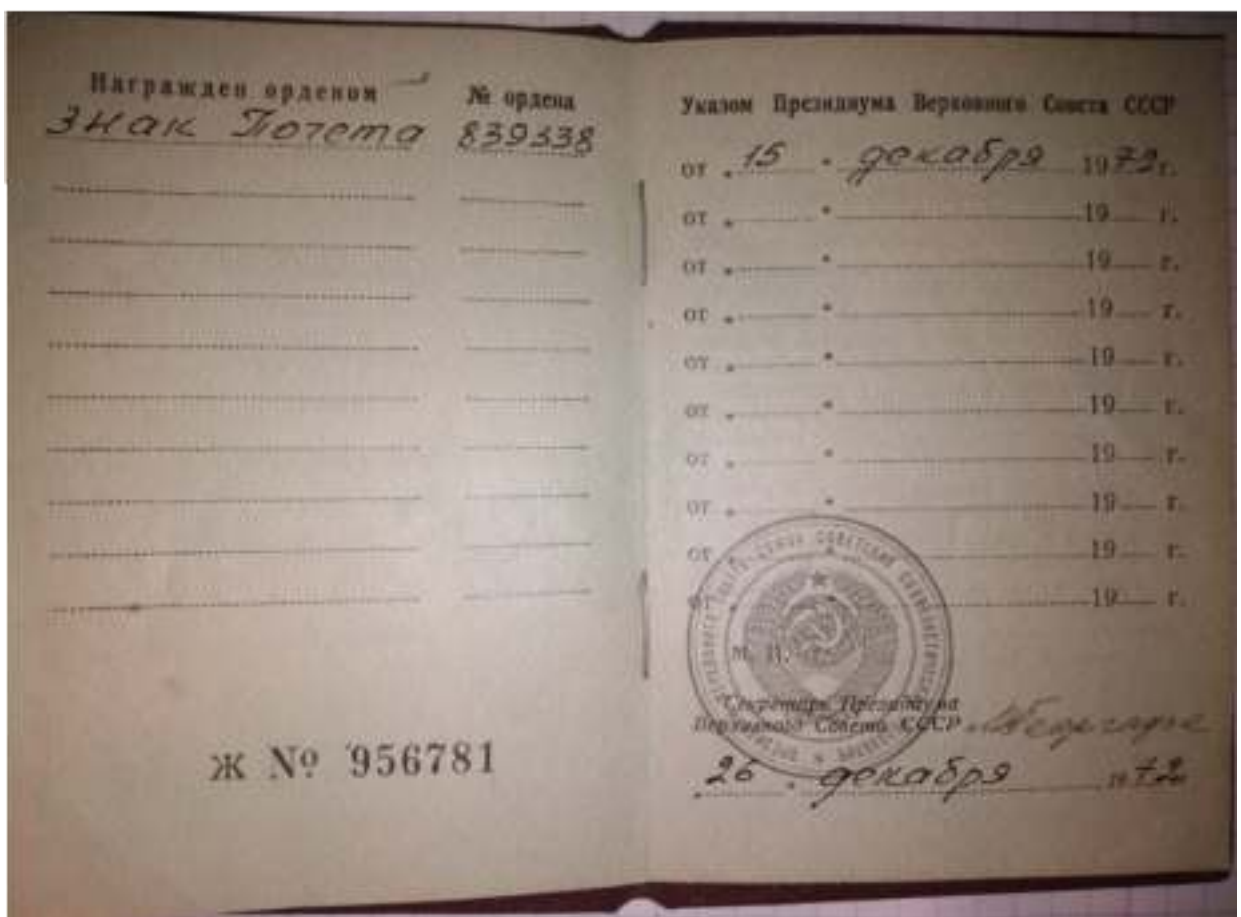 Награжден орденом № ордена
Знак Почета 839338
Ж № 956781
Указом Президиума Верховного Совета СССР
от „ 15 " декабря 1972 г.
от „ " 19 г.
от „ " 19 г.
от „ " 19 г.
от „ " 19 г.
от „ " 19 г.
от „ " 19 г.
от „ " 19 г.
от „ " 19 г.
19 г.
М. П.
Секретарь Президиума
Верховного Совета СССР
„ 26 " декабря 1972